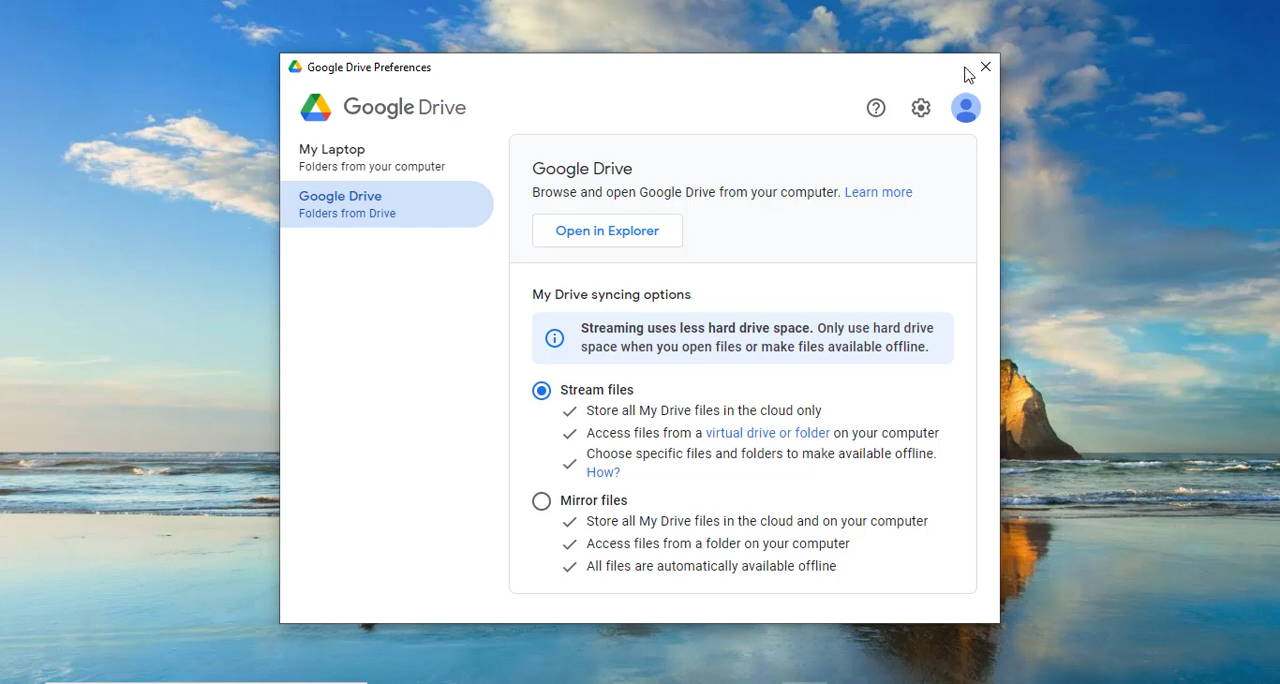 Google Drive Preferences
Google Drive
My Laptop
Folders from your computer
Google Drive
Folders from Drive
Google Drive
Browse and open Google Drive from your computer. Learn more
Open in Explorer
My Drive syncing options
Streaming uses less hard drive space. Only use hard drive
space when you open files or make files available offline.
Stream files
Store all My Drive files in the cloud only
Access files from a virtual drive or folder on your computer
Choose specific files and folders to make available offline.
How?
Mirror files
Store all My Drive files in the cloud and on your computer
Access files from a folder on your computer
All files are automatically available offline